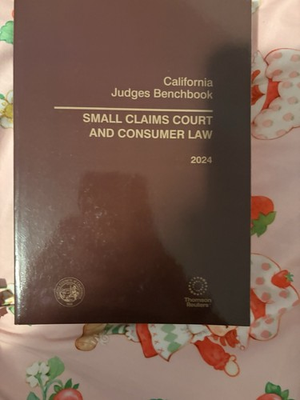 California
Judges Benchbook
SMALL CLAIMS COURT
AND CONSUMER LAW
2024
Thomson
Reuters